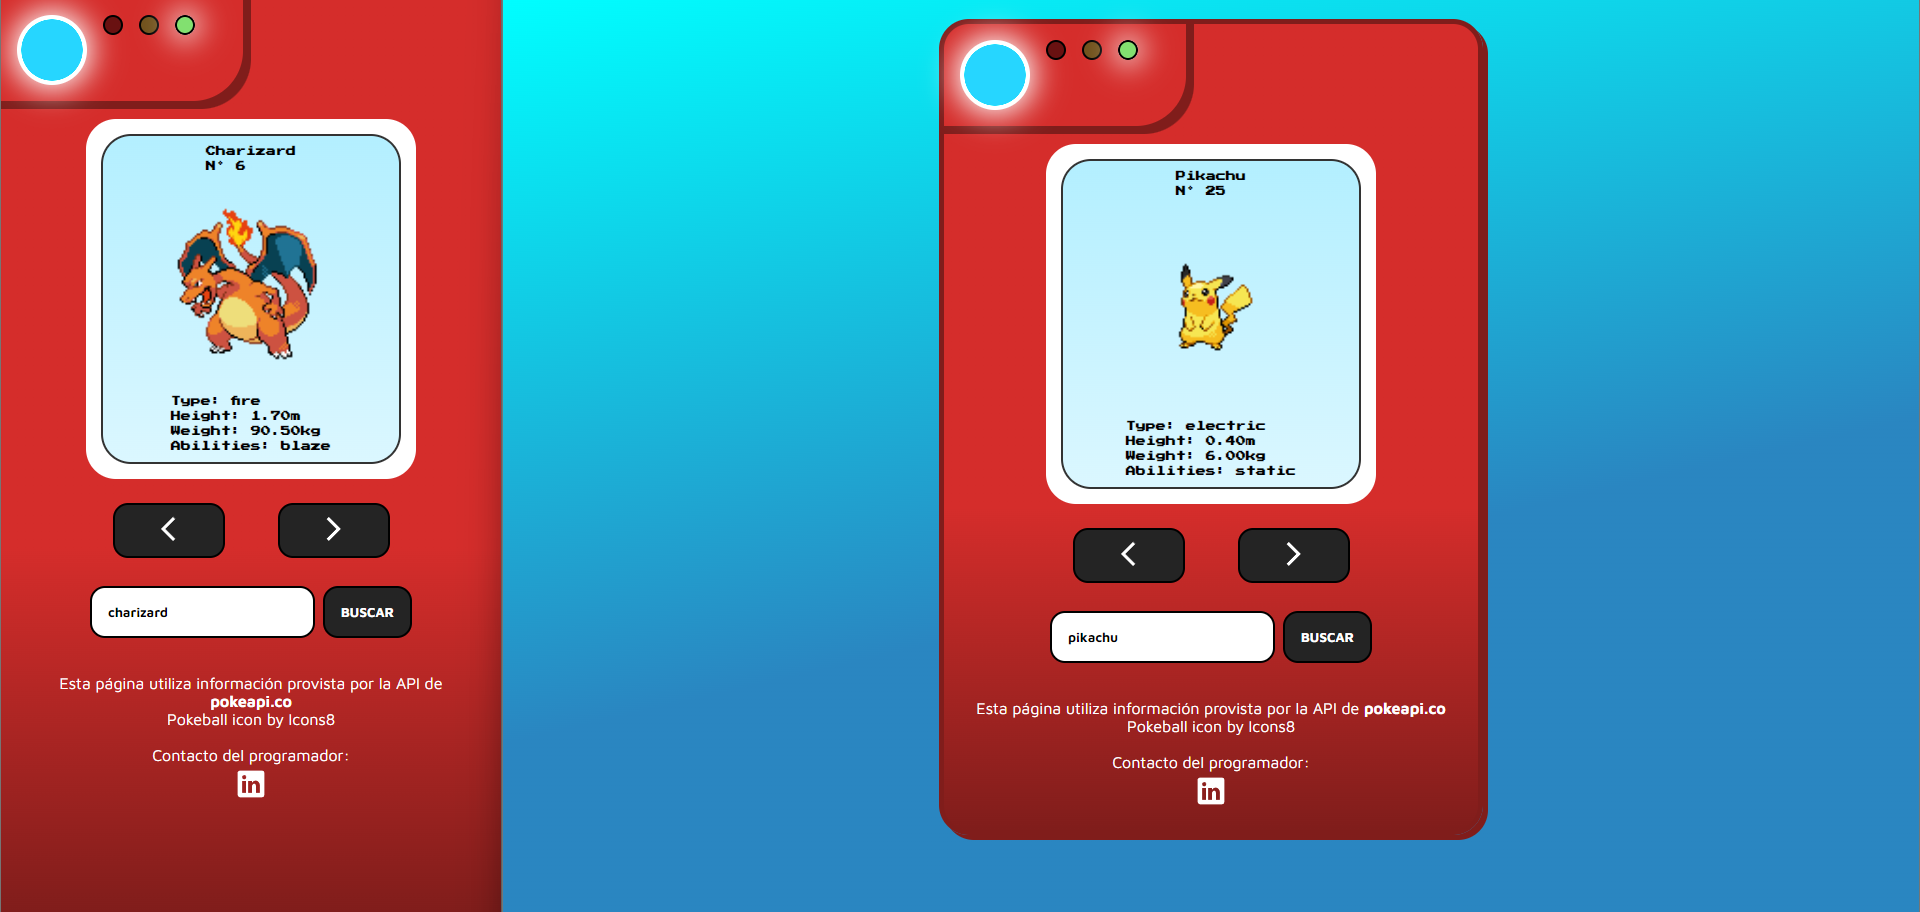 Charizard
N° 6
Type: fire
Height: 1.70m
Weight: 90.50kg
Abilities: blaze
charizard
BUSCAR
Esta página utiliza información provista por la API de
pokeapi.co
Pokeball icon by Icons8
Contacto del programador:
in
Pikachu
N° 25
Type: electric
Height: 0.40m
Weight: 6.00kg
Abilities: static
pikachu
BUSCAR
Esta página utiliza información provista por la API de pokeapi.co
Pokeball icon by Icons8
Contacto del programador:
in